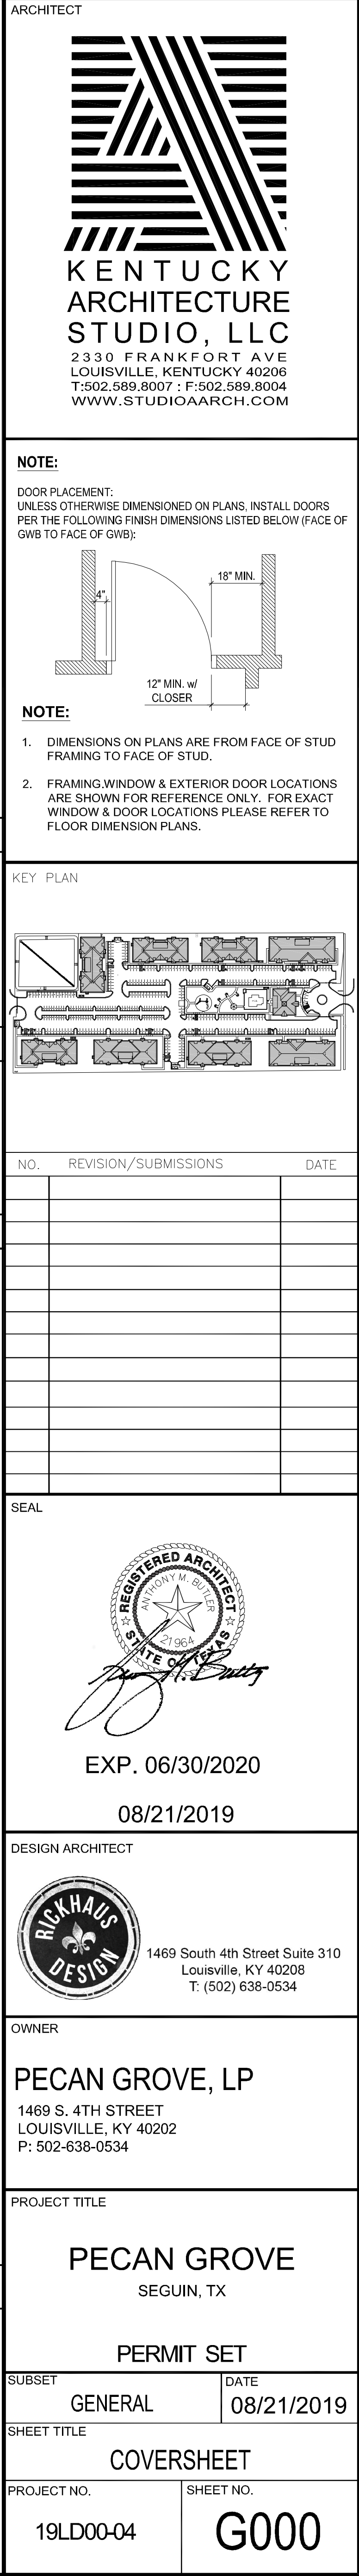 ARCHITECT
KENTUCKY
ARCHITECTURE
STUDIO, LLC
2330 FRANKFORT AVE
LOUISVILLE, KENTUCKY 40206
T:502.589.8007 : F:502.589.8004
WWW.STUDIOAARCH.COM
NOTE:
DOOR PLACEMENT:
UNLESS OTHERWISE DIMENSIONED ON PLANS, INSTALL DOORS
PER THE FOLLOWING FINISH DIMENSIONS LISTED BELOW (FACE OF
GWB TO FACE OF GWB):
18" MIN.
4"
12" MIN. w/
CLOSER
NOTE:
1. DIMENSIONS ON PLANS ARE FROM FACE OF STUD
FRAMING TO FACE OF STUD.
2. FRAMING.WINDOW & EXTERIOR DOOR LOCATIONS
ARE SHOWN FOR REFERENCE ONLY. FOR EXACT
WINDOW & DOOR LOCATIONS PLEASE REFER TO
FLOOR DIMENSION PLANS.
KEY PLAN
NO. REVISION/SUBMISSIONS DATE
SEAL
REGISTERED ARCHITECT
ANTHONY M. BUTLER
21964
STATE OF TEXAS
EXP. 06/30/2020
08/21/2019
DESIGN ARCHITECT
RICKHAUS
DESIGN
1469 South 4th Street Suite 310
Louisville, KY 40208
T: (502) 638-0534
OWNER
PECAN GROVE, LP
1469 S. 4TH STREET
LOUISVILLE, KY 40202
P: 502-638-0534
PROJECT TITLE
PECAN GROVE
SEGUIN, TX
PERMIT SET
SUBSET DATE
GENERAL 08/21/2019
SHEET TITLE
COVERSHEET
PROJECT NO. SHEET NO.
19LD00-04 G000